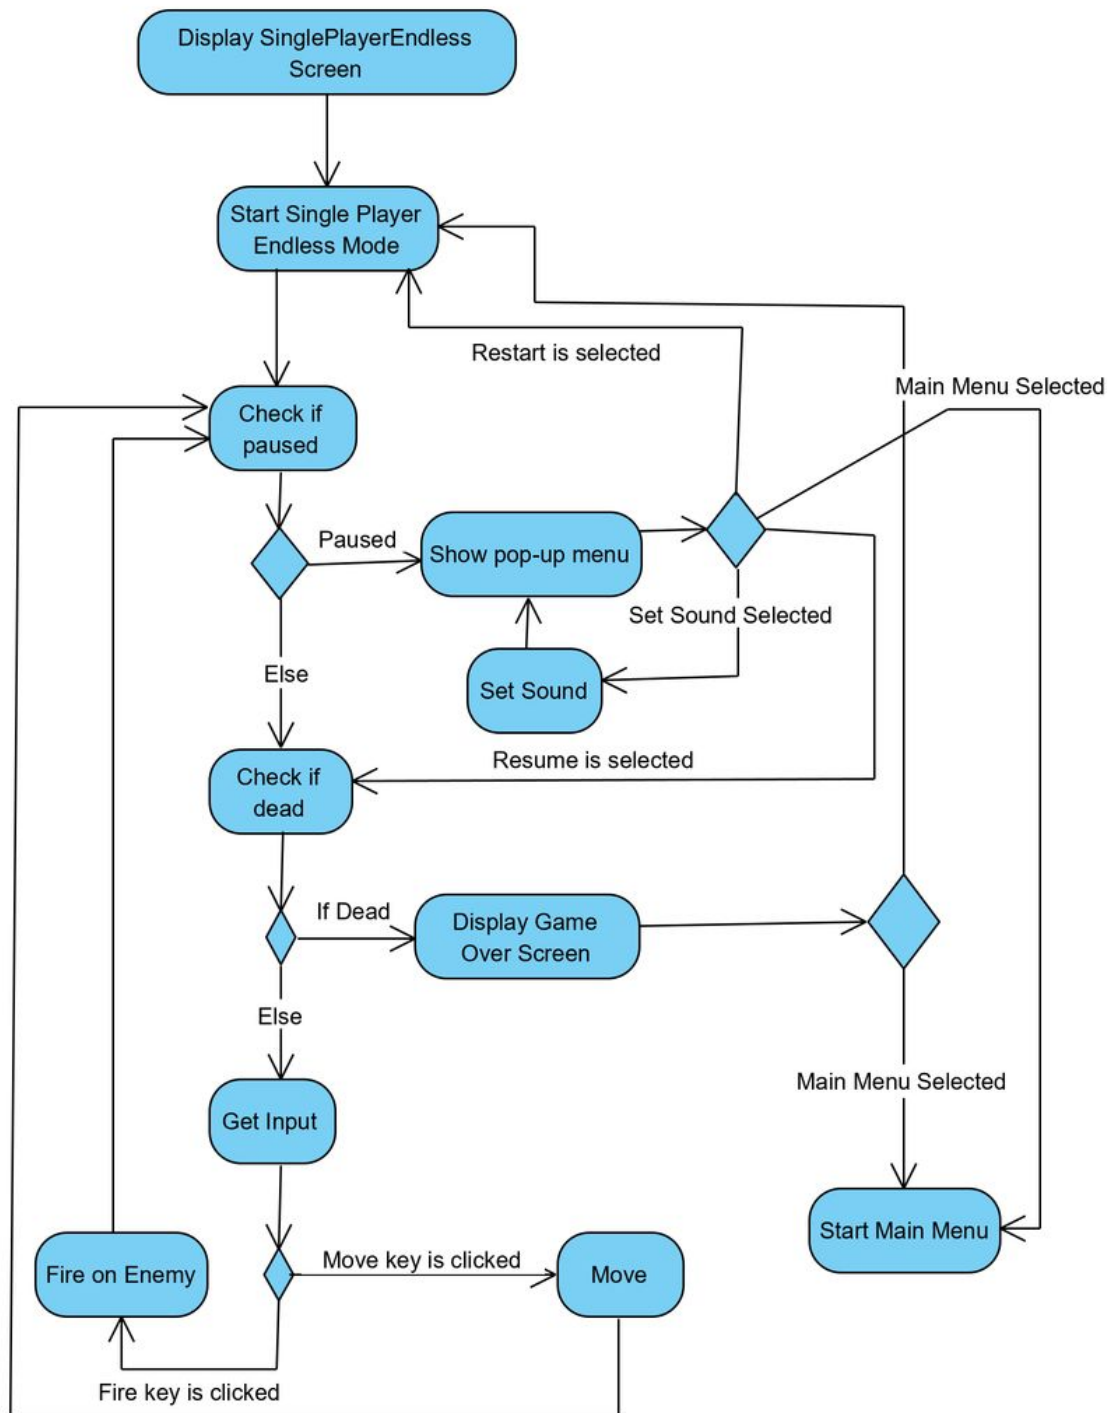 Display SinglePlayerEndless
Screen
Start Single Player
Endless Mode
Restart is selected
Main Menu Selected
Check if
paused
Paused
Show pop-up menu
Set Sound Selected
Else
Set Sound
Resume is selected
Check if
dead
If Dead
Display Game
Over Screen
Else
Main Menu Selected
Get Input
Start Main Menu
Fire on Enemy
Move key is clicked
Move
Fire key is clicked